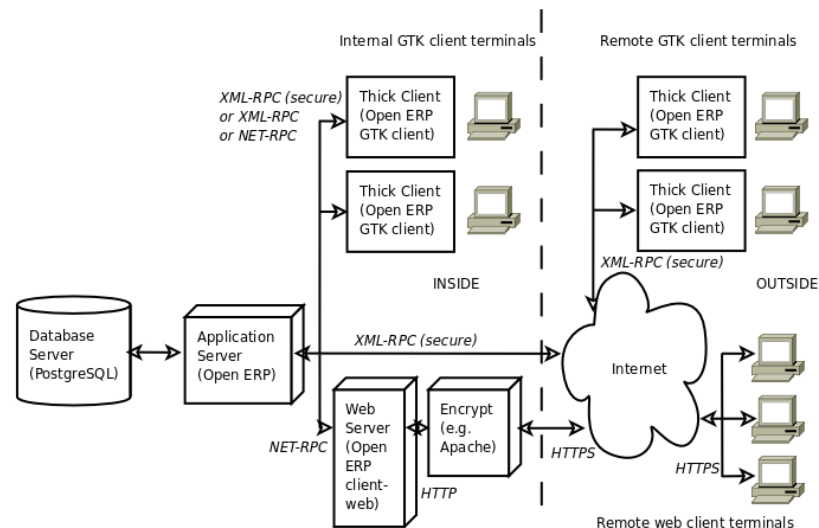 Internal GTK client terminals
Remote GTK client terminals
XML-RPC (secure)
or XML-RPC
or NET-RPC
Thick Client
(Open ERP
GTK client)
Thick Client
(Open ERP
GTK client)
Thick Client
(Open ERP
GTK client)
Thick Client
(Open ERP
GTK client)
XML-RPC (secure)
INSIDE
OUTSIDE
Database
Server
(PostgreSQL)
Application
Server
(Open ERP)
XML-RPC (secure)
Internet
NET-RPC
Web
Server
(Open
ERP
client-
web)
HTTP
Encrypt
(e.g.
Apache)
HTTPS
HTTPS
Remote web client terminals